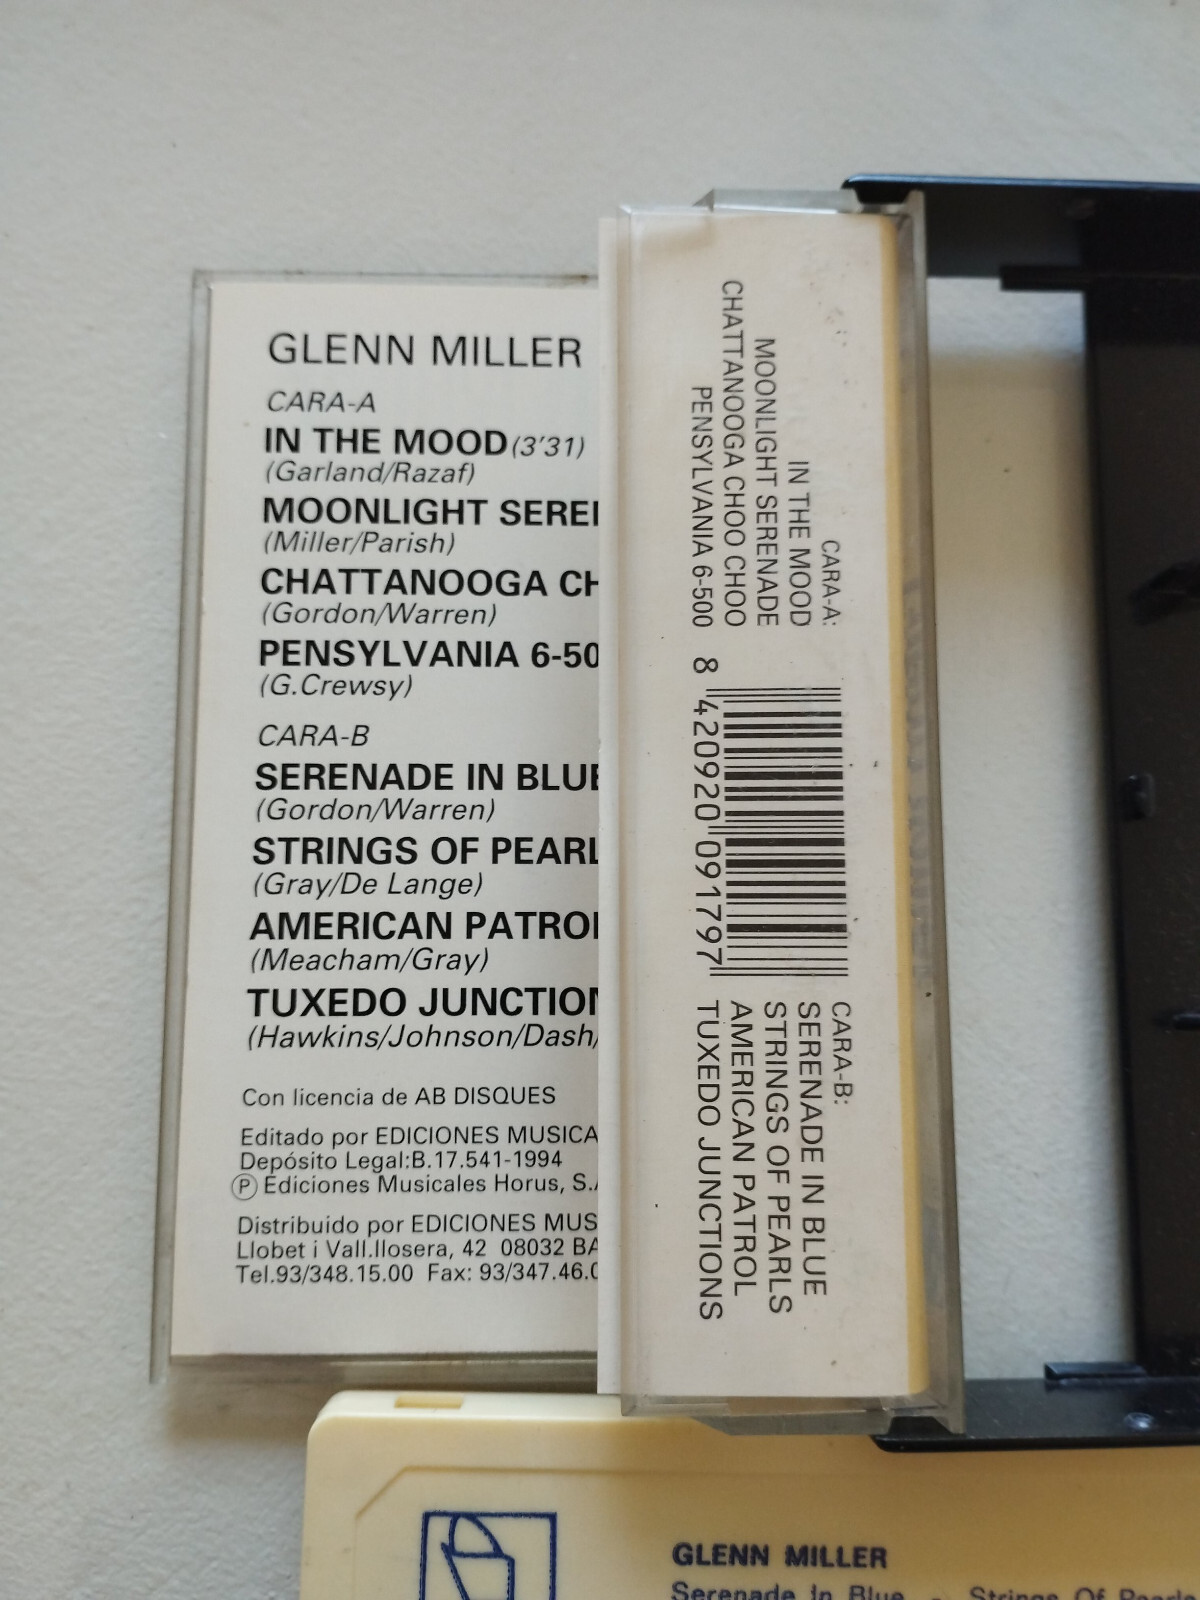 GLENN MILLER
CARA-A
IN THE MOOD (3'31)
(Garland/Razaf)
MOONLIGHT SEREN
(Miller/Parish)
CHATTANOOGA CH
(Gordon/Warren)
PENSYLVANIA 6-50
(G.Crewsy)
CARA-B
SERENADE IN BLUE
(Gordon/Warren)
STRINGS OF PEARL
(Gray/De Lange)
AMERICAN PATROL
(Meacham/Gray)
TUXEDO JUNCTION
(Hawkins/Johnson/Dash/
Con licencia de AB DISQUES
Editado por EDICIONES MUSICA
Depósito Legal:B.17.541-1994
Ⓟ Ediciones Musicales Horus, S.A
Distribuido por EDICIONES MUS
Llobet i Vall.llosera, 42 08032 BA
Tel.93/348.15.00 Fax: 93/347.46.0
CARA-A:
IN THE MOOD
MOONLIGHT SERENADE
CHATTANOOGA CHOO CHOO
PENSYLVANIA 6-500
8 420920 091797
CARA-B:
SERENADE IN BLUE
STRINGS OF PEARLS
AMERICAN PATROL
TUXEDO JUNCTIONS
GLENN MILLER
Serenade In Blue - Strings Of Pearls